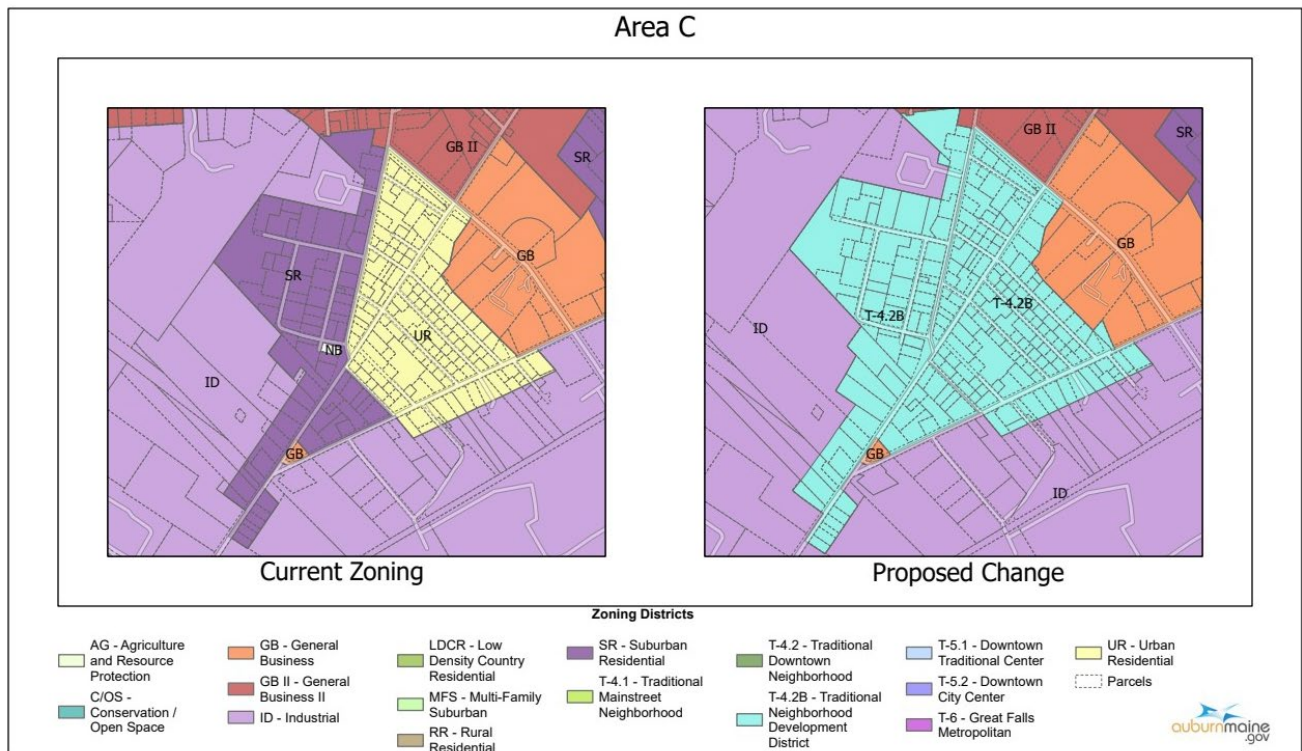 Area C
GB II
SR
GB
SR
NB
UR
ID
GB
Current Zoning
GB II
SR
GB
T-4.2B
T-4.2B
ID
GB
ID
Proposed Change
Zoning Districts
AG - Agriculture
and Resource
Protection
C/OS -
Conservation /
Open Space
GB - General
Business
GB II - General
Business II
ID - Industrial
LDCR - Low
Density Country
Residential
MFS - Multi-Family
Suburban
RR - Rural
Residential
SR - Suburban
Residential
T-4.1 - Traditional
Mainstreet
Neighborhood
T-4.2 - Traditional
Downtown
Neighborhood
T-4.2B - Traditional
Neighborhood
Development
District
T-5.1 - Downtown
Traditional Center
T-5.2 - Downtown
City Center
T-6 - Great Falls
Metropolitan
UR - Urban
Residential
Parcels
auburnmaine
.gov